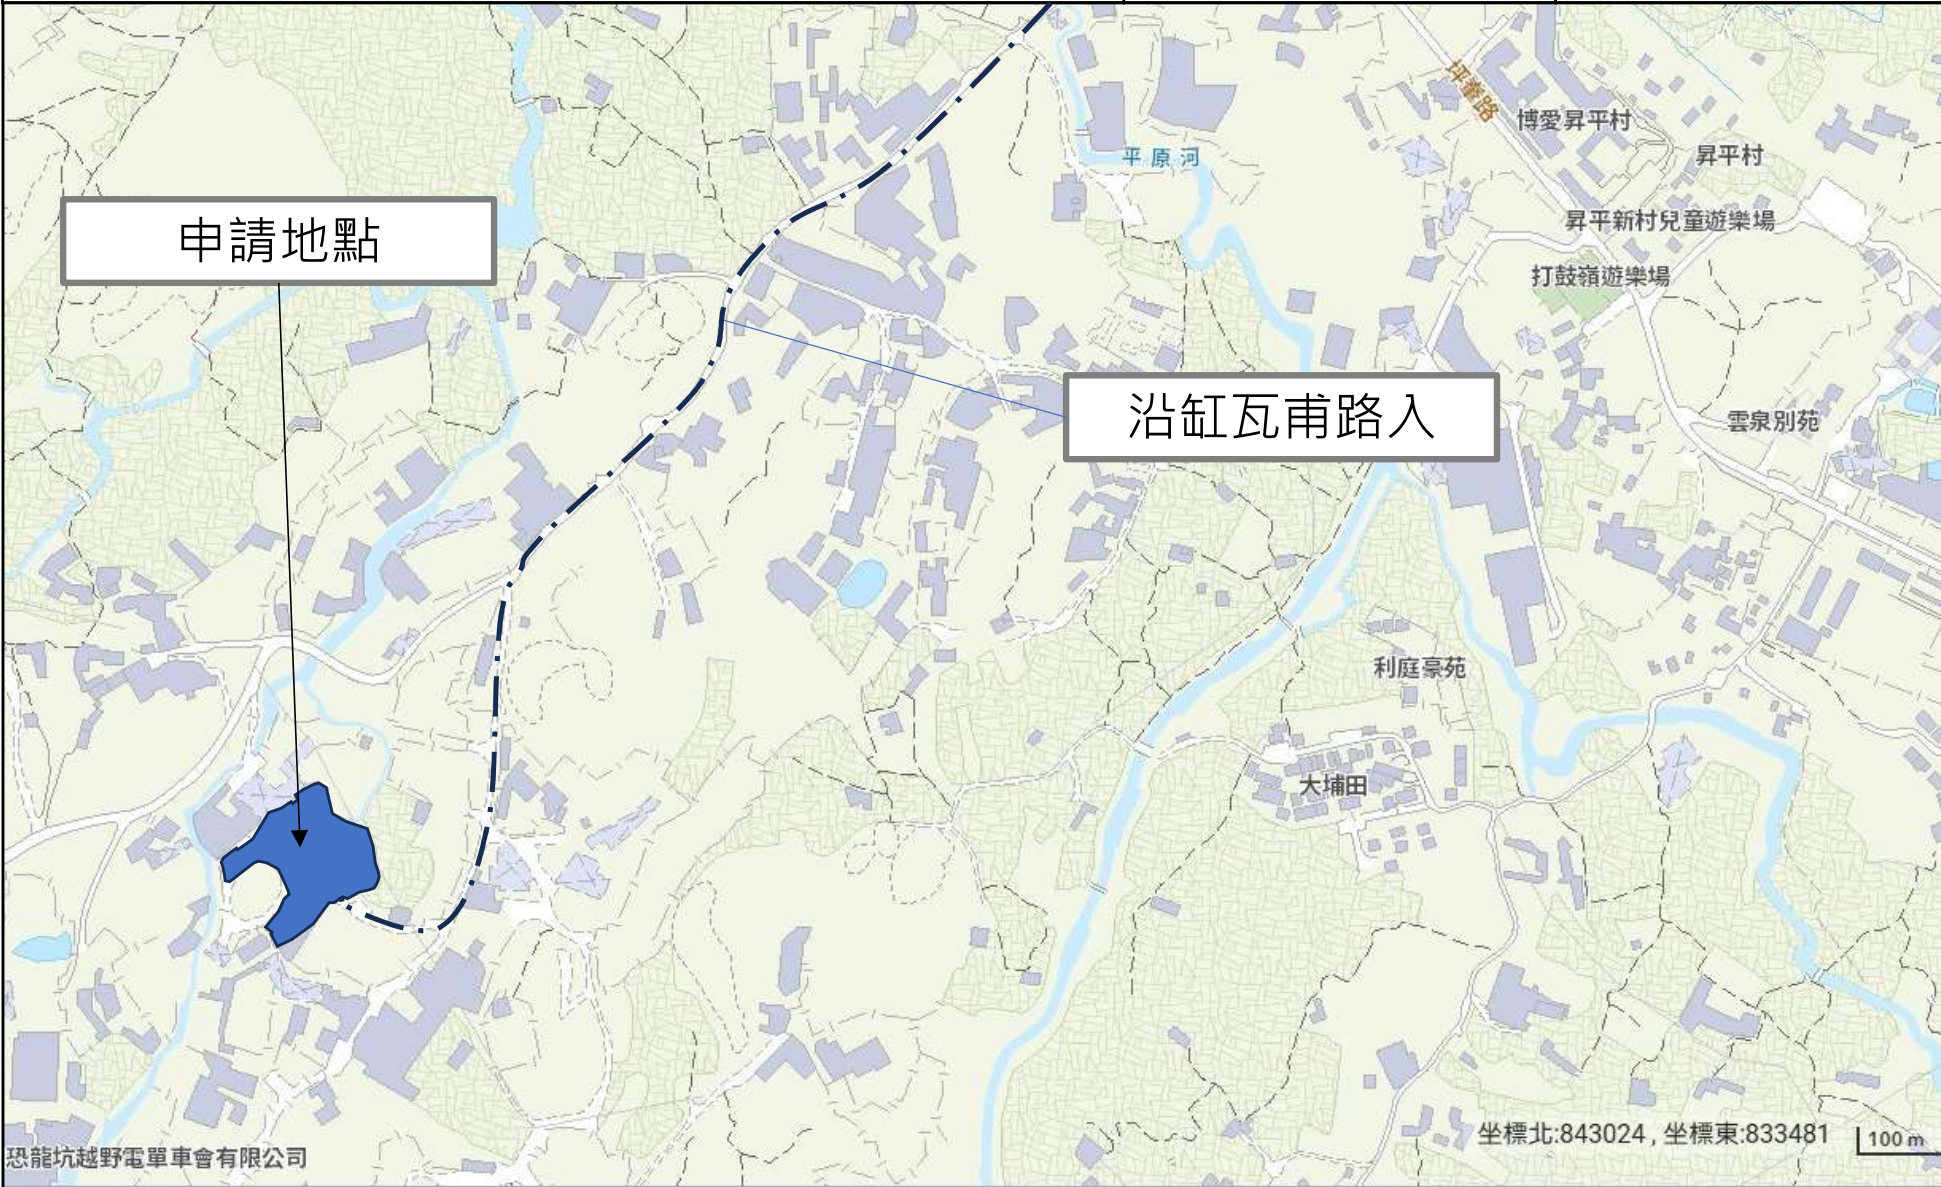 坪輋路
博愛昇平村
平原河
昇平村
申請地點
昇平新村兒童遊樂場
打鼓嶺遊樂場
沿缸瓦甫路入
雲泉別苑
利庭豪苑
大埔田
坐標北:843024 , 坐標東:833481
100 m
恐龍坑越野電單車會有限公司